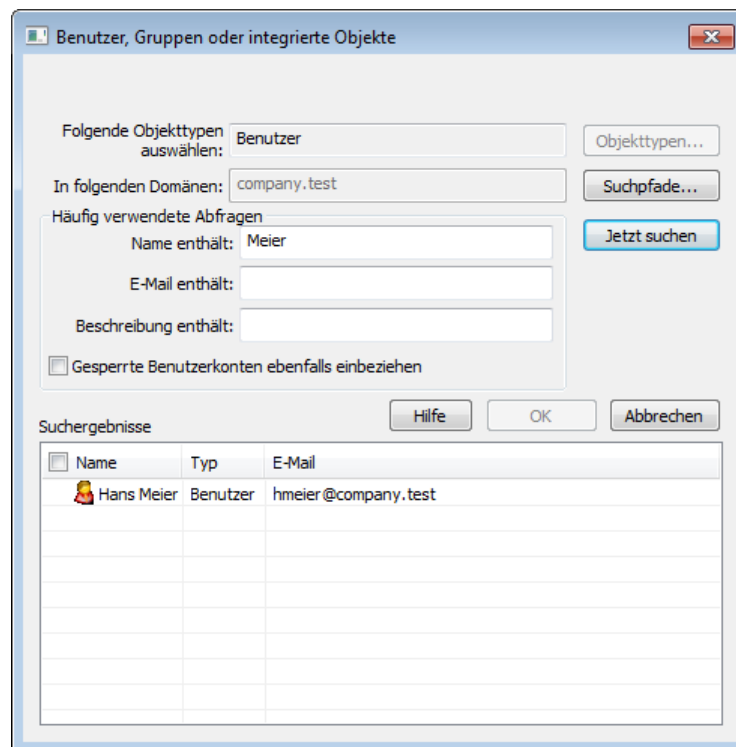 Benutzer, Gruppen oder integrierte Objekte
Folgende Objekttypen
auswählen:
Benutzer
Objekttypen...
In folgenden Domänen:
company.test
Suchpfade...
Häufig verwendete Abfragen
Name enthält:
Meier
Jetzt suchen
E-Mail enthält:
Beschreibung enthält:
Gesperrte Benutzerkonten ebenfalls einbeziehen
Hilfe
OK
Abbrechen
Suchergebnisse
Name Typ E-Mail
Hans Meier Benutzer hmeier@company.test